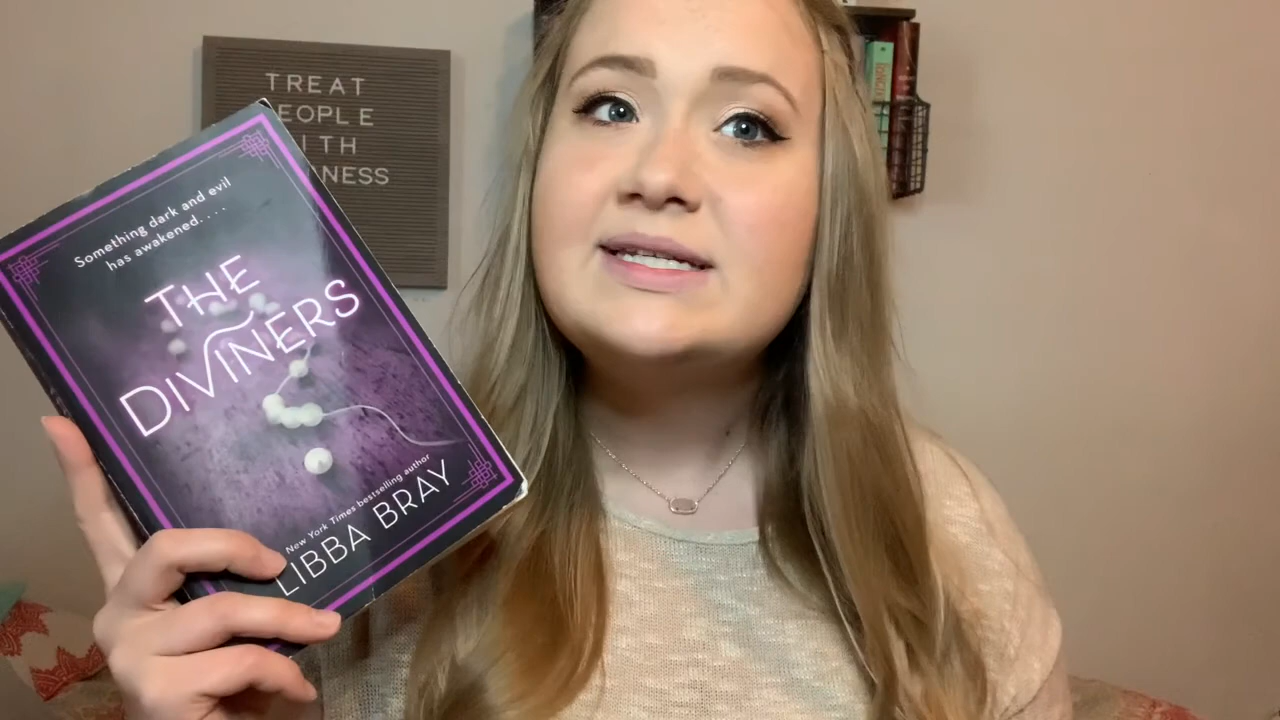 TREAT
EOPLE
ITH
NESS
Something dark and evil
has awakened....
THE
DIVINERS
New York Times bestselling author
LIBBA BRAY